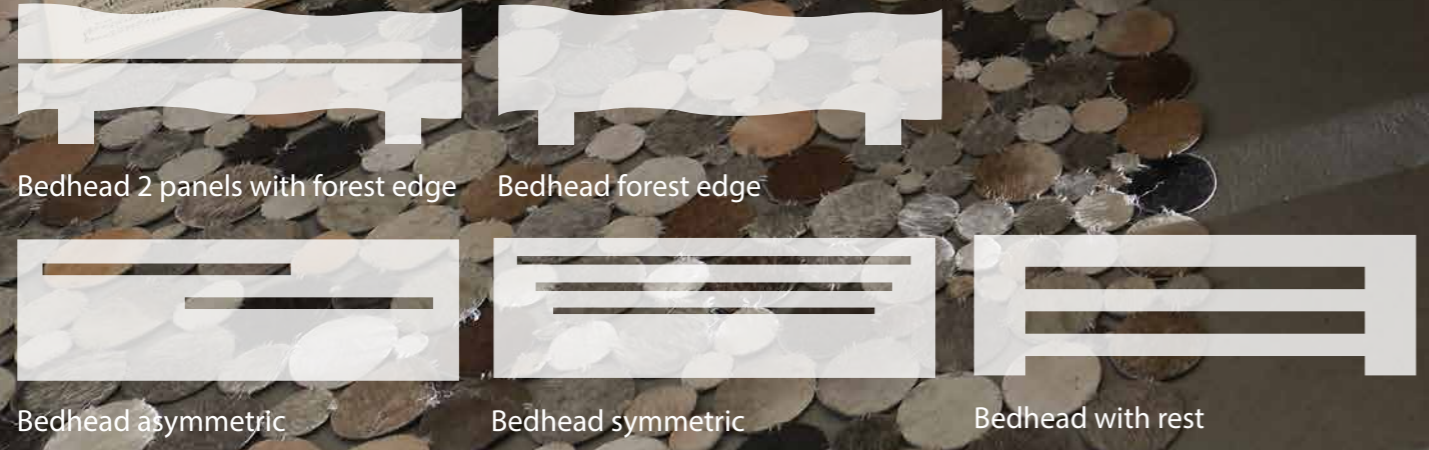 Bedhead 2 panels with forest edge
Bedhead forest edge
Bedhead asymmetric
Bedhead symmetric
Bedhead with rest